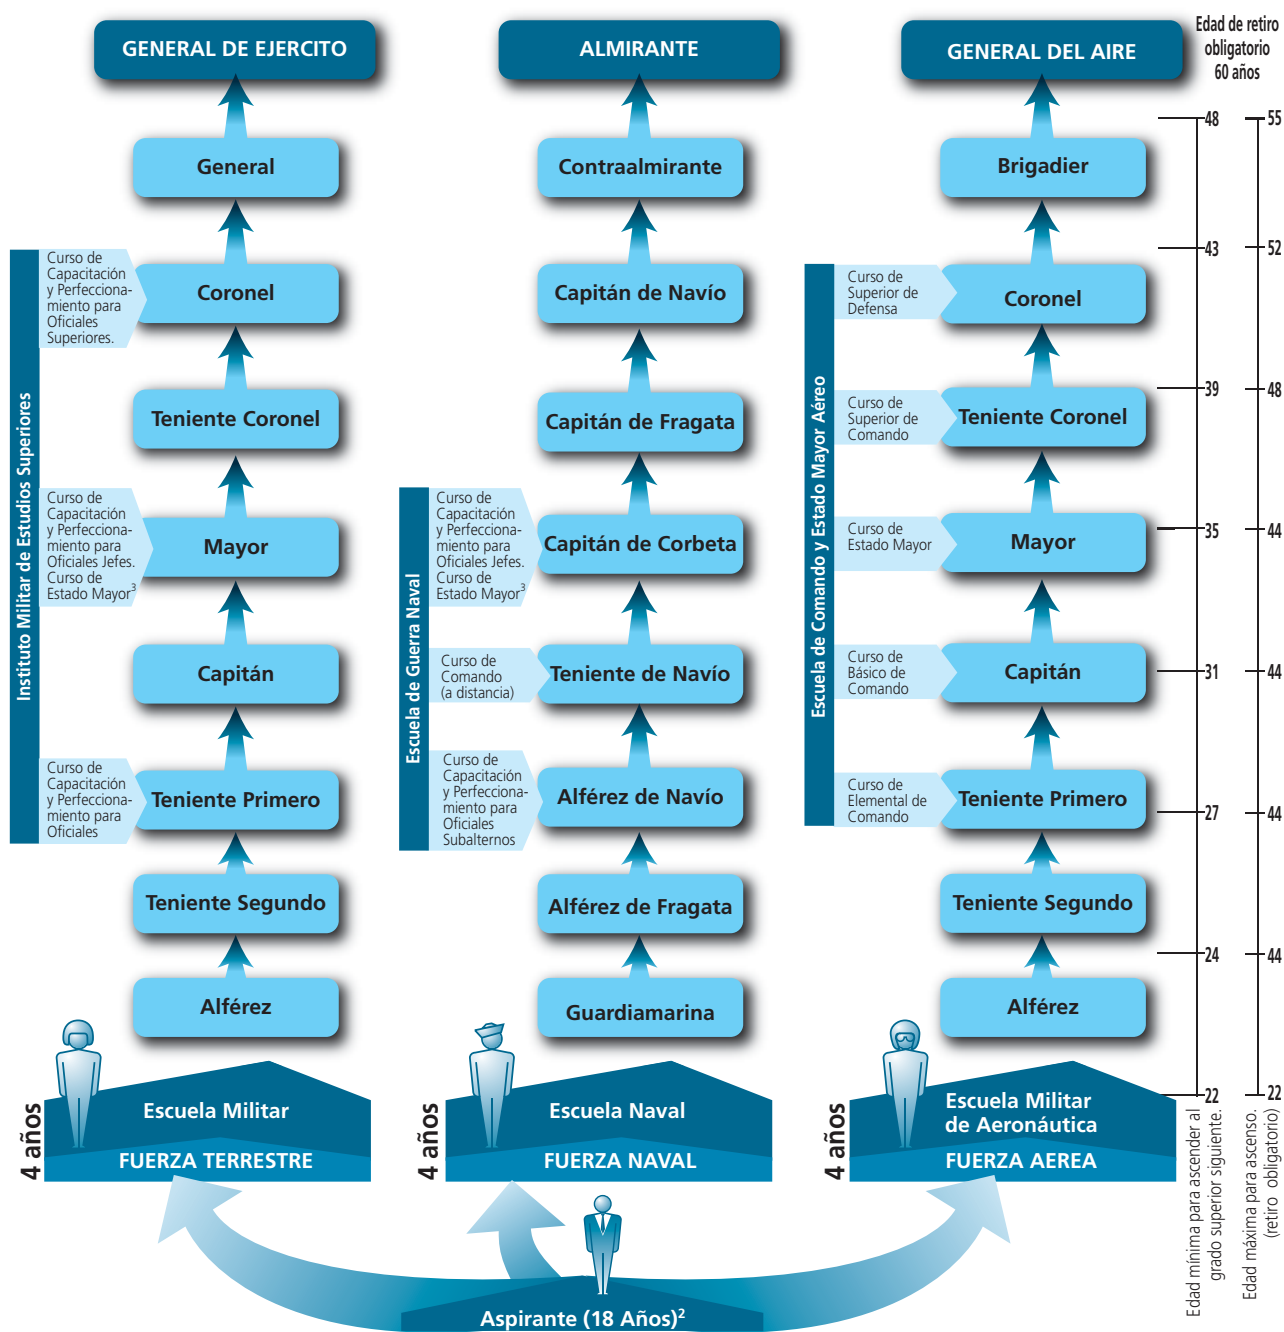 GENERAL DE EJERCITO
General
Coronel
Teniente Coronel
Mayor
Capitán
Teniente Primero
Teniente Segundo
Alférez
Instituto Militar de Estudios Superiores
Curso de
Capacitación
y Perfecciona-
miento para
Oficiales
Superiores.
Curso de
Capacitación
y Perfecciona-
miento para
Oficiales Jefes.
Curso de
Estado Mayor³
Curso de
Capacitación
y Perfecciona-
miento para
Oficiales
4 años
Escuela Militar
FUERZA TERRESTRE
ALMIRANTE
Contraalmirante
Capitán de Navío
Capitán de Fragata
Capitán de Corbeta
Teniente de Navío
Alférez de Navío
Alférez de Fragata
Guardiamarina
Escuela de Guerra Naval
Curso de
Capacitación
y Perfecciona-
miento para
Oficiales Jefes.
Curso de
Estado Mayor³
Curso de
Comando
(a distancia)
Curso de
Capacitación
y Perfecciona-
miento para
Oficiales
Subalternos
4 años
Escuela Naval
FUERZA NAVAL
GENERAL DEL AIRE
Brigadier
Coronel
Teniente Coronel
Mayor
Capitán
Teniente Primero
Teniente Segundo
Alférez
Escuela de Comando y Estado Mayor Aéreo
Curso de
Superior de
Defensa
Curso de
Superior de
Comando
Curso de
Estado Mayor
Curso de
Básico de
Comando
Curso de
Elemental de
Comando
4 años
Escuela Militar
de Aeronáutica
FUERZA AEREA
Aspirante (18 Años)²
Edad de retiro
obligatorio
60 años
48
43
39
35
31
27
24
22
Edad mínima para ascender al
grado superior siguiente.
55
52
48
44
44
44
44
22
Edad máxima para ascenso.
(retiro obligatorio)